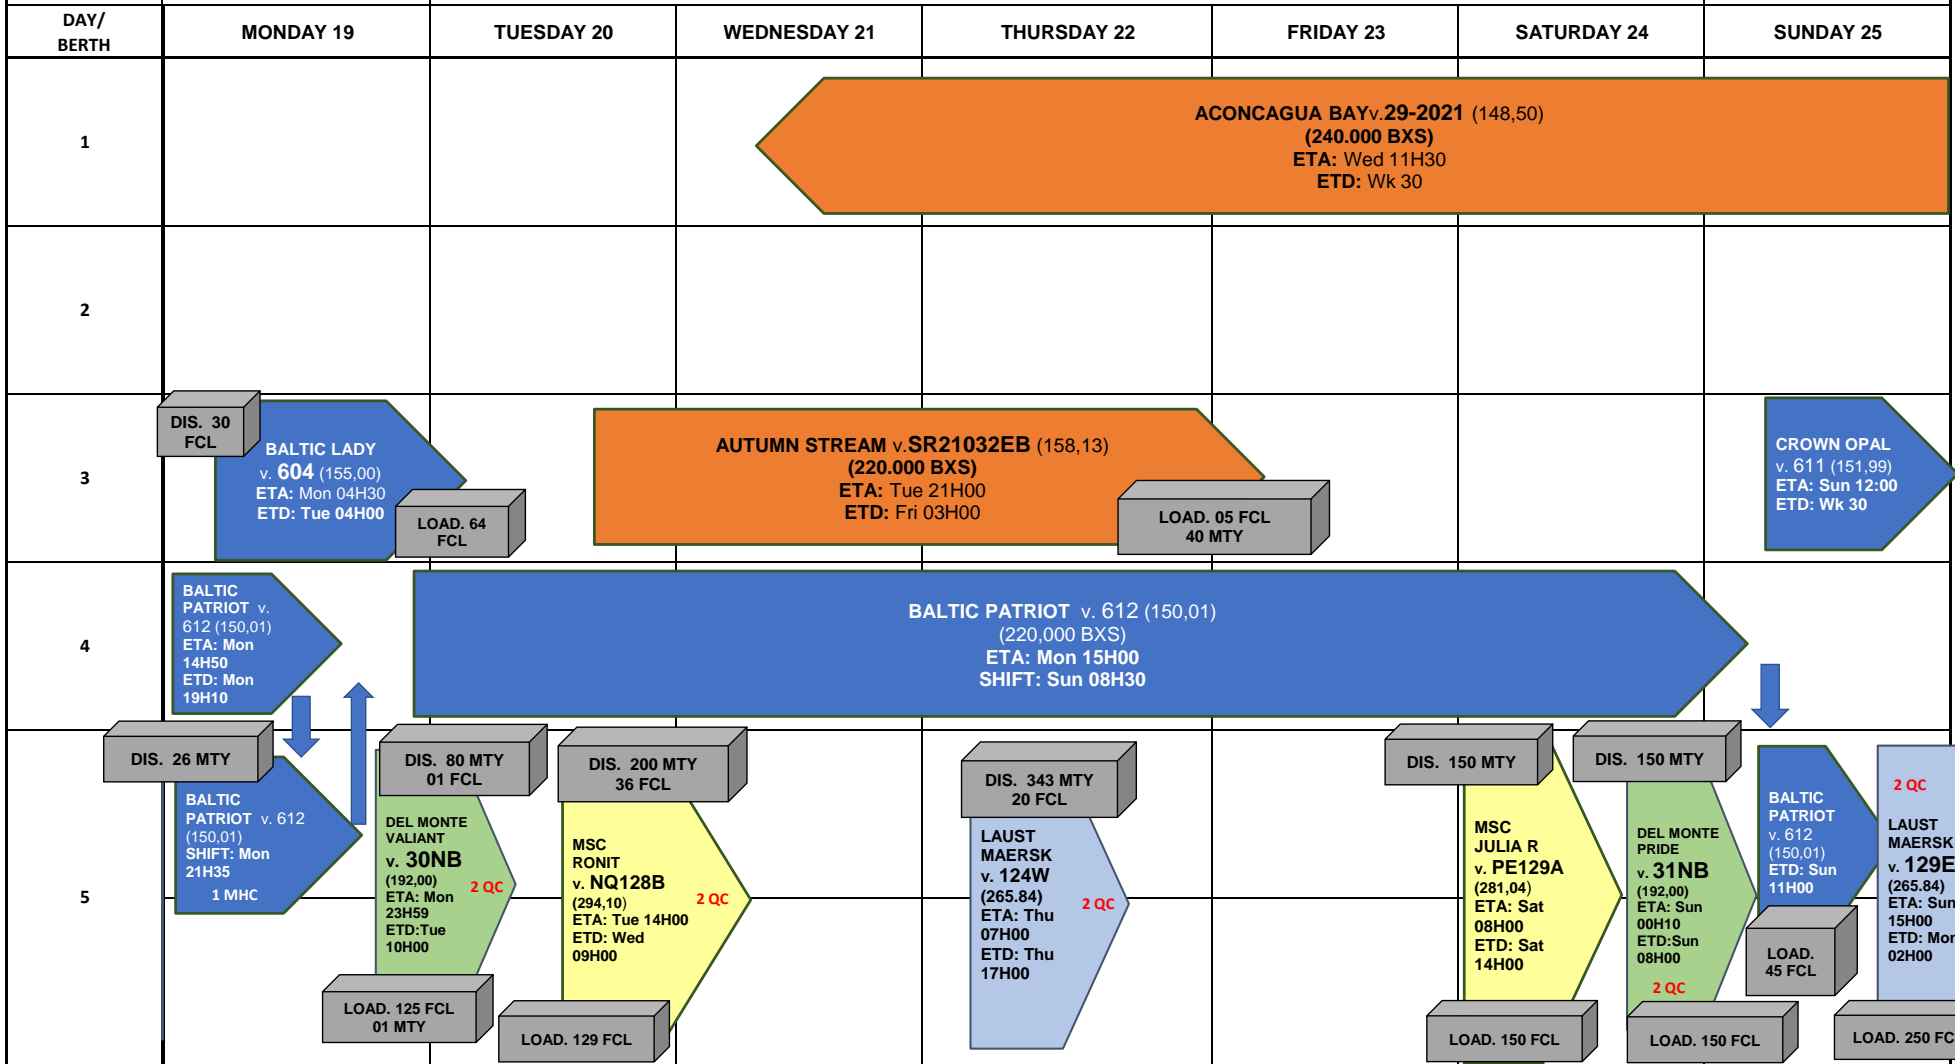 DAY/
BERTH
MONDAY 19
TUESDAY 20
WEDNESDAY 21
THURSDAY 22
FRIDAY 23
SATURDAY 24
SUNDAY 25
1
ACONCAGUA BAYv.29-2021 (148,50)
(240.000 BXS)
ETA: Wed 11H30
ETD: Wk 30
2
3
DIS. 30
FCL
BALTIC LADY
v. 604 (155,00)
ETA: Mon 04H30
ETD: Tue 04H00
LOAD. 64
FCL
AUTUMN STREAM v.SR21032EB (158,13)
(220.000 BXS)
ETA: Tue 21H00
ETD: Fri 03H00
LOAD. 05 FCL
40 MTY
CROWN OPAL
v. 611 (151,99)
ETA: Sun 12:00
ETD: Wk 30
4
BALTIC
PATRIOT v.
612 (150,01)
ETA: Mon
14H50
ETD: Mon
19H10
BALTIC PATRIOT v. 612 (150,01)
(220,000 BXS)
ETA: Mon 15H00
SHIFT: Sun 08H30
5
DIS. 26 MTY
BALTIC
PATRIOT v. 612
(150,01)
SHIFT: Mon
21H35
1 MHC
DIS. 80 MTY
01 FCL
DEL MONTE
VALIANT
v. 30NB
(192,00)
ETA: Mon
23H59
ETD:Tue
10H00
2 QC
LOAD. 125 FCL
01 MTY
DIS. 200 MTY
36 FCL
MSC
RONIT
v. NQ128B
(294,10)
ETA: Tue 14H00
ETD: Wed
09H00
2 QC
LOAD. 129 FCL
DIS. 343 MTY
20 FCL
LAUST
MAERSK
v. 124W
(265.84)
ETA: Thu
07H00
ETD: Thu
17H00
2 QC
DIS. 150 MTY
MSC
JULIA R
v. PE129A
(281,04)
ETA: Sat
08H00
ETD: Sat
14H00
LOAD. 150 FCL
DIS. 150 MTY
DEL MONTE
PRIDE
v. 31NB
(192,00)
ETA: Sun
00H10
ETD:Sun
08H00
2 QC
LOAD. 150 FCL
BALTIC
PATRIOT
v. 612
(150,01)
ETD: Sun
11H00
LOAD.
45 FCL
2 QC
LAUST
MAERSK
v. 129E
(265.84)
ETA: Sun
15H00
ETD: Mon
02H00
LOAD. 250 FC